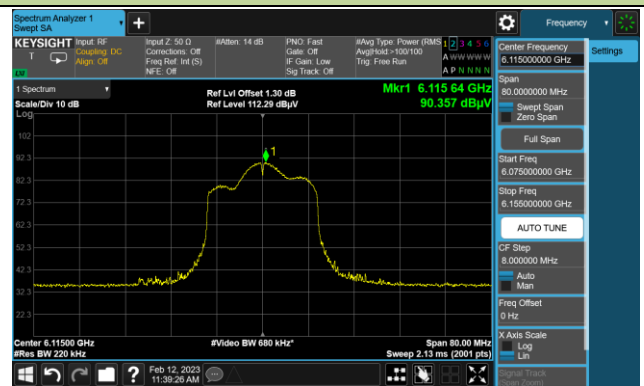 Spectrum Analyzer 1
Swept SA
Frequency
KEYSIGHT
Input: RF
Coupling: DC
Align: Off
Input Z: 50 Ω
Corrections: Off
Freq Ref: Int (S)
NFE: Off
#Atten: 14 dB
PNO: Fast
Gate: Off
IF Gain: Low
Sig Track: Off
#Avg Type: Power (RMS
Avg|Hold:>100/100
Trig: Free Run
1 2 3 4 5 6
A W W W W W
A P N N N N
T
LW
Center Frequency
6.115000000 GHz
Settings
Span
80.0000000 MHz
Swept Span
Zero Span
Full Span
Start Freq
6.075000000 GHz
Stop Freq
6.155000000 GHz
AUTO TUNE
CF Step
8.000000 MHz
Auto
Man
Freq Offset
0 Hz
X Axis Scale
Log
Lin
Signal Track
(Span Zoom)
1 Spectrum
Scale/Div 10 dB
Log
Ref Lvl Offset 1.30 dB
Ref Level 112.29 dBµV
Mkr1 6.115 64 GHz
90.357 dBµV
102
92.3
82.3
72.3
62.3
52.3
42.3
32.3
22.3
1
Center 6.11500 GHz
#Res BW 220 kHz
#Video BW 680 kHz*
Span 80.00 MHz
Sweep 2.13 ms (2001 pts)
?
Feb 12, 2023
11:39:26 AM